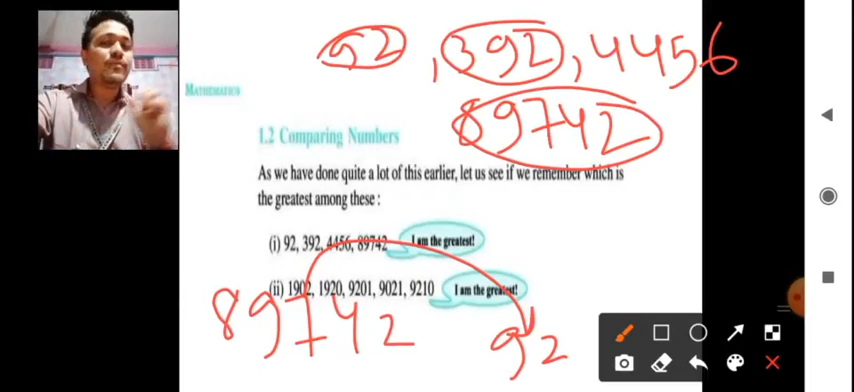 92, 392, 4456
89742
MATHEMATICS
1.2 Comparing Numbers
As we have done quite a lot of this earlier, let us see if we remember which is
the greatest among these :
(i) 92, 392, 4456, 89742 I am the greatest!
(ii) 1902, 1920, 9201, 9021, 9210 I am the greatest!
89742 92